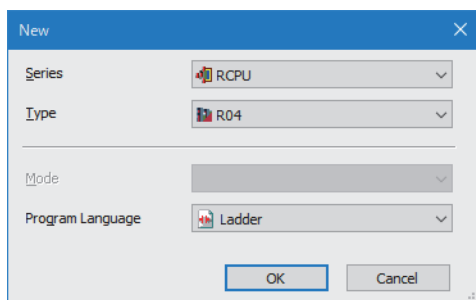 New
Series RCPU
Type R04
Mode
Program Language Ladder
OK Cancel